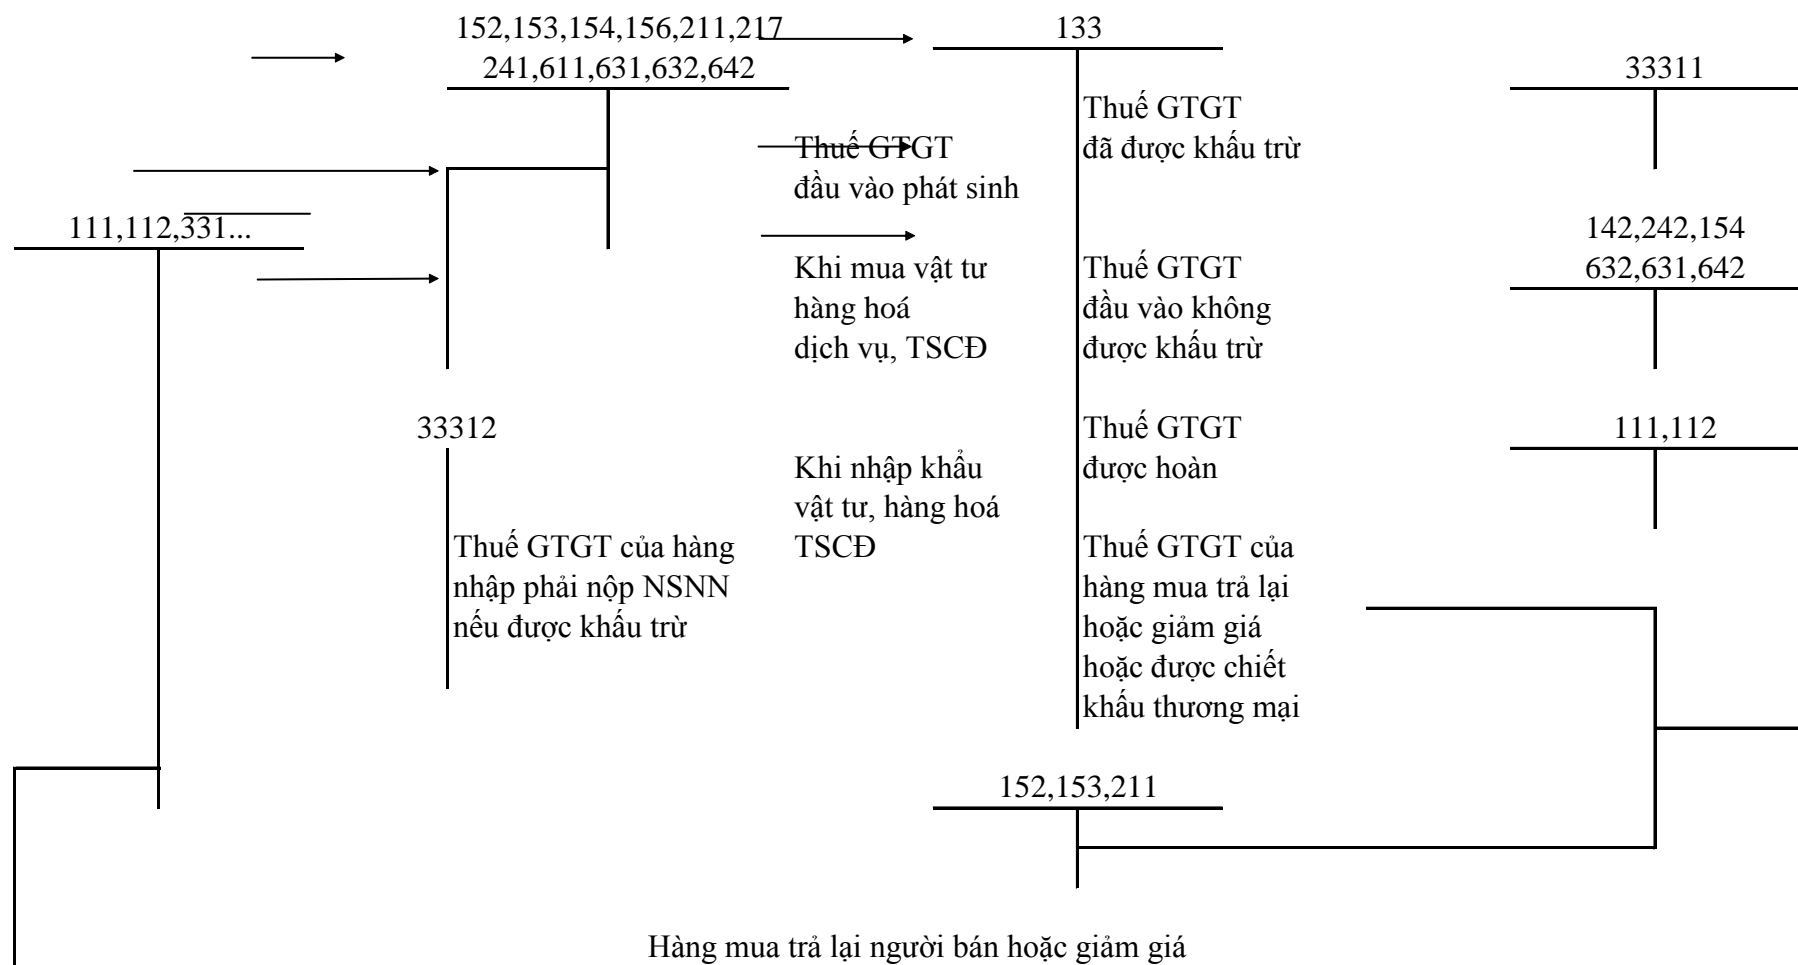 152,153,154,156,211,217
241,611,631,632,642
133
33311
Thuế GTGT
đã được khấu trừ
Thuế GTGT
đầu vào phát sinh
111,112,331...
142,242,154
632,631,642
Khi mua vật tư
hàng hoá
dịch vụ, TSCĐ
Thuế GTGT
đầu vào không
được khấu trừ
33312
Thuế GTGT
được hoàn
111,112
Khi nhập khẩu
vật tư, hàng hoá
TSCĐ
Thuế GTGT của hàng
nhập phải nộp NSNN
nếu được khấu trừ
Thuế GTGT của
hàng mua trả lại
hoặc giảm giá
hoặc được chiết
khấu thương mại
152,153,211
Hàng mua trả lại người bán hoặc giảm giá